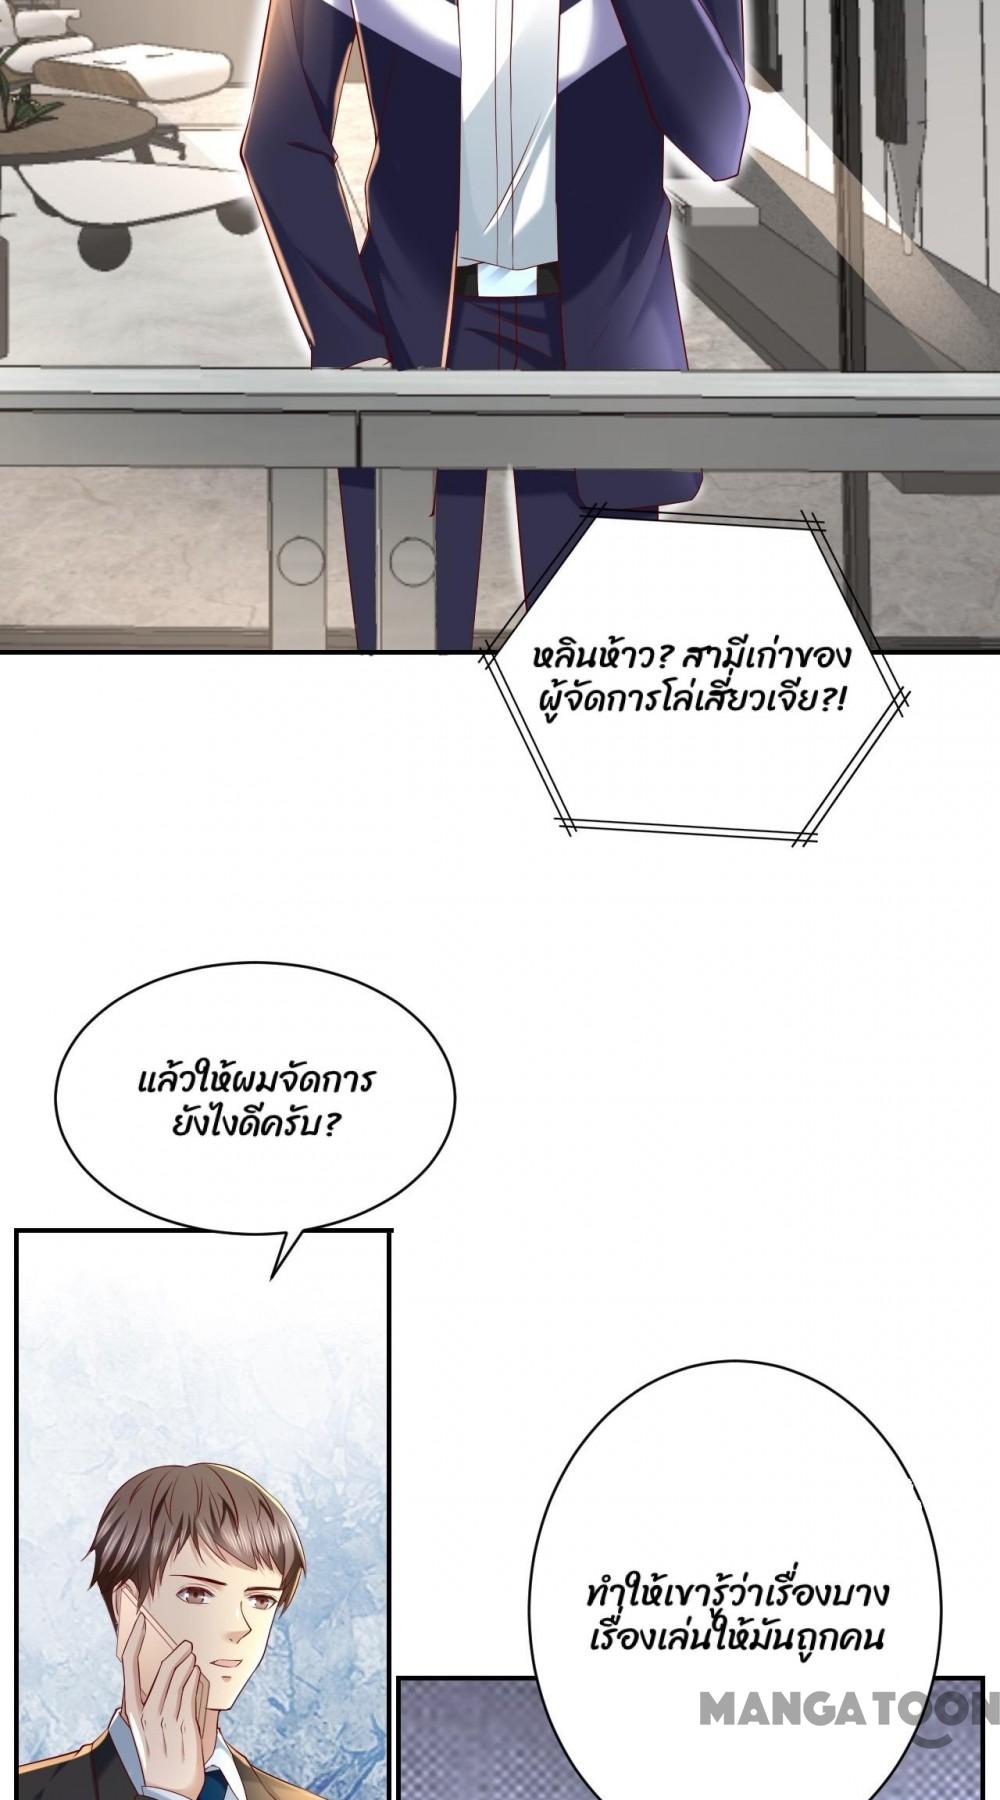 หลินห้าว? สามีเก่าของ
ผู้จัดการโล่เสี่ยวเจีย?!
แล้วให้ผมจัดการ
ยังไงดีครับ?
ทำให้เขารู้ว่าเรื่องบาง
เรื่องเล่นให้มันถูกคน
MANGATOON